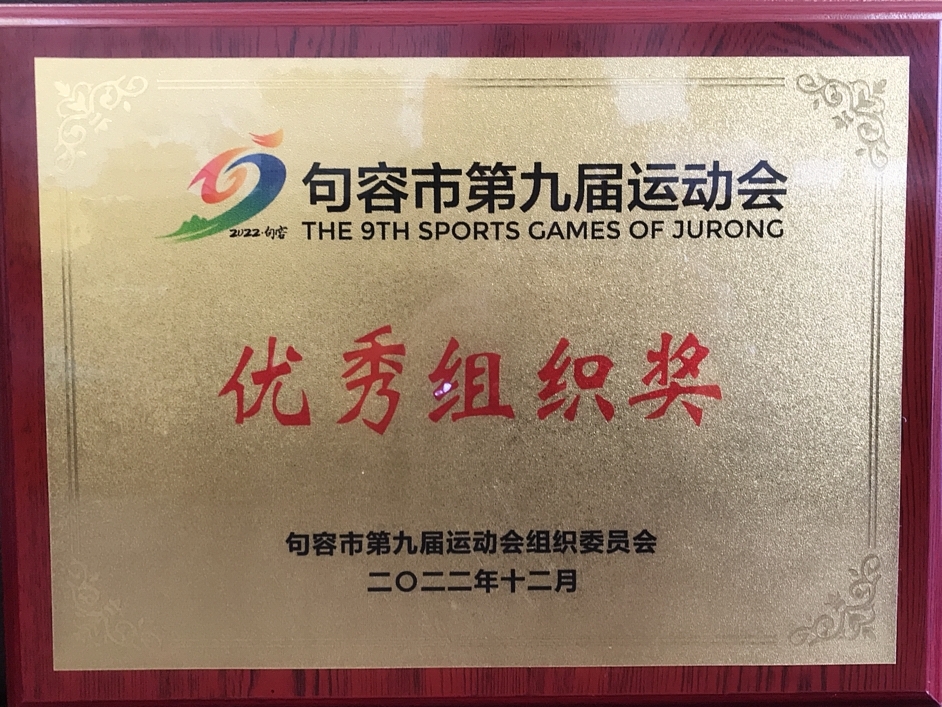 句容市第九届运动会
THE 9TH SPORTS GAMES OF JURONG
2022·句容
优秀组织奖
句容市第九届运动会组织委员会
二〇二二年十二月